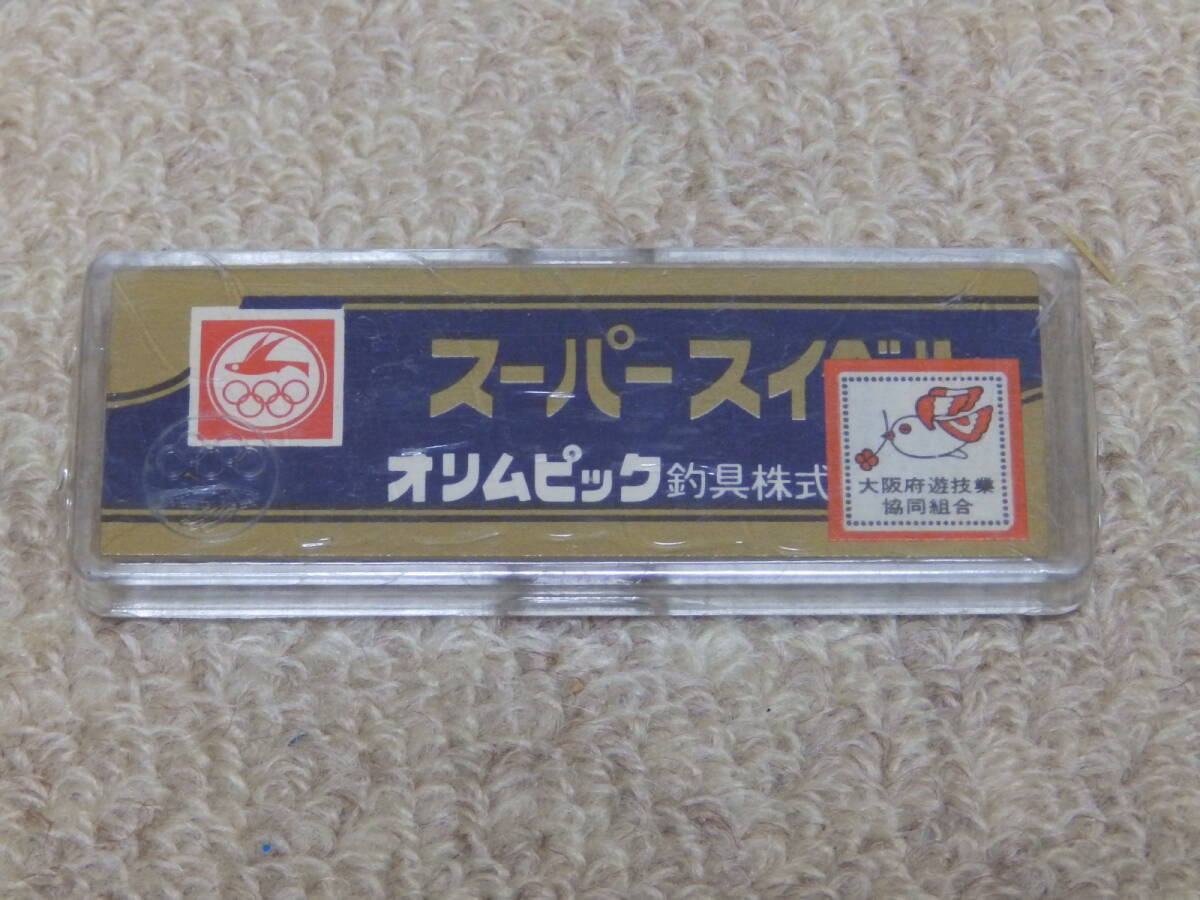 スーパースイベル
オリムピック釣具株式
大阪府遊技業
協同組合